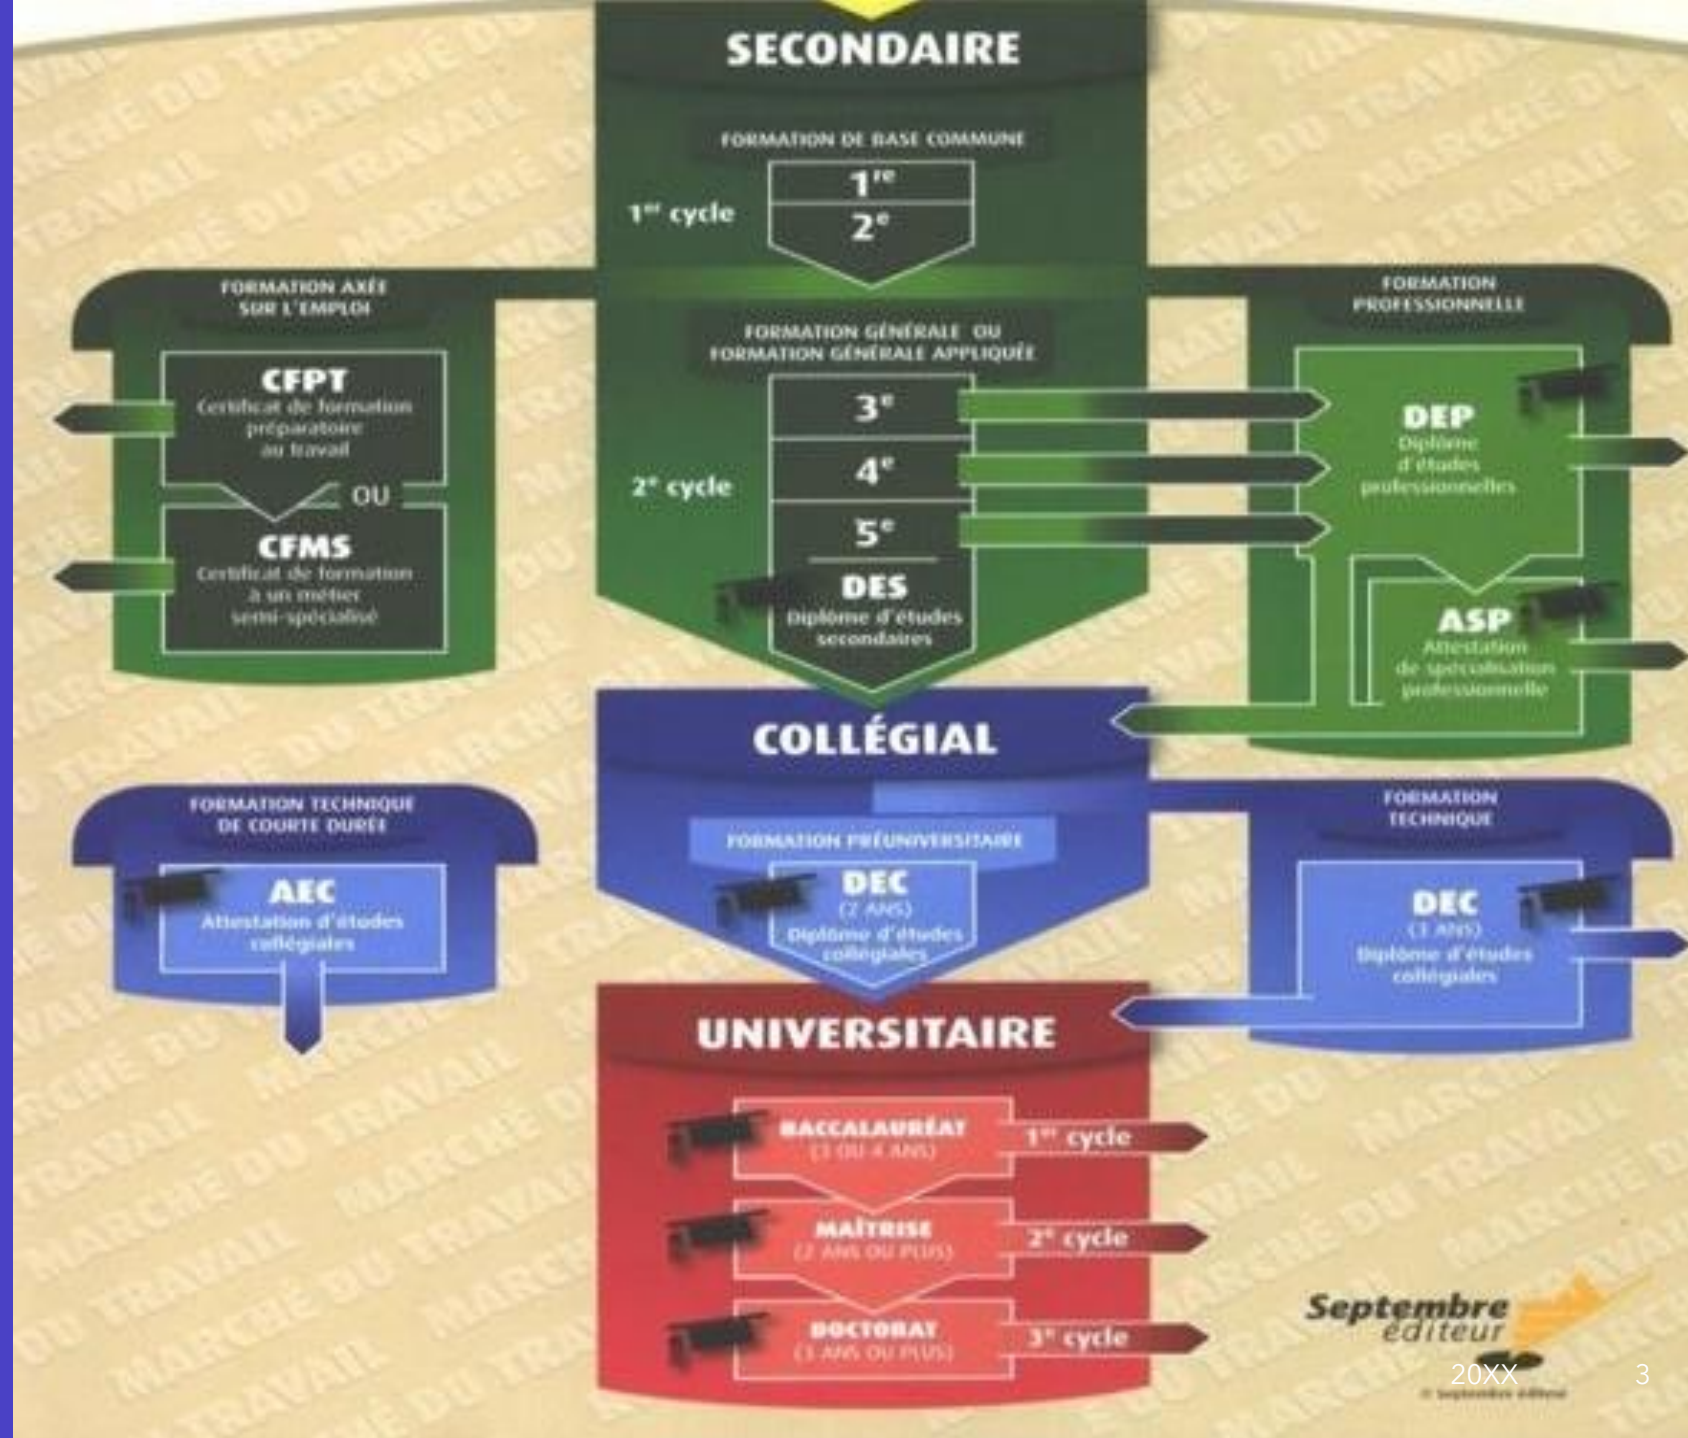 SECONDAIRE
FORMATION DE BASE COMMUNE
1re
1er cycle
2e
FORMATION AXÉE
SUR L'EMPLOI
CFPT
Certificat de formation
préparatoire
au travail
OU
CFMS
Certificat de formation
à un métier
semi-spécialisé
FORMATION GÉNÉRALE OU
FORMATION GÉNÉRALE APPLIQUÉE
3e
4e
2e cycle
5e
DES
Diplôme d'études
secondaires
FORMATION
PROFESSIONNELLE
DEP
Diplôme
d'études
professionnelles
ASP
Attestation
de spécialisation
professionnelle
COLLÉGIAL
FORMATION TECHNIQUE
DE COURTE DURÉE
AEC
Attestation d'études
collégiales
FORMATION PRÉUNIVERSITAIRE
DEC
(2 ANS)
Diplôme d'études
collégiales
FORMATION
TECHNIQUE
DEC
(3 ANS)
Diplôme d'études
collégiales
UNIVERSITAIRE
BACCALAURÉAT
(3 OU 4 ANS)
1er cycle
MAÎTRISE
(2 ANS OU PLUS)
2e cycle
DOCTORAT
(3 ANS OU PLUS)
3e cycle
Septembre
éditeur
20XX
3
© Septembre éditeur
MARCHÉ DU TRAVAIL